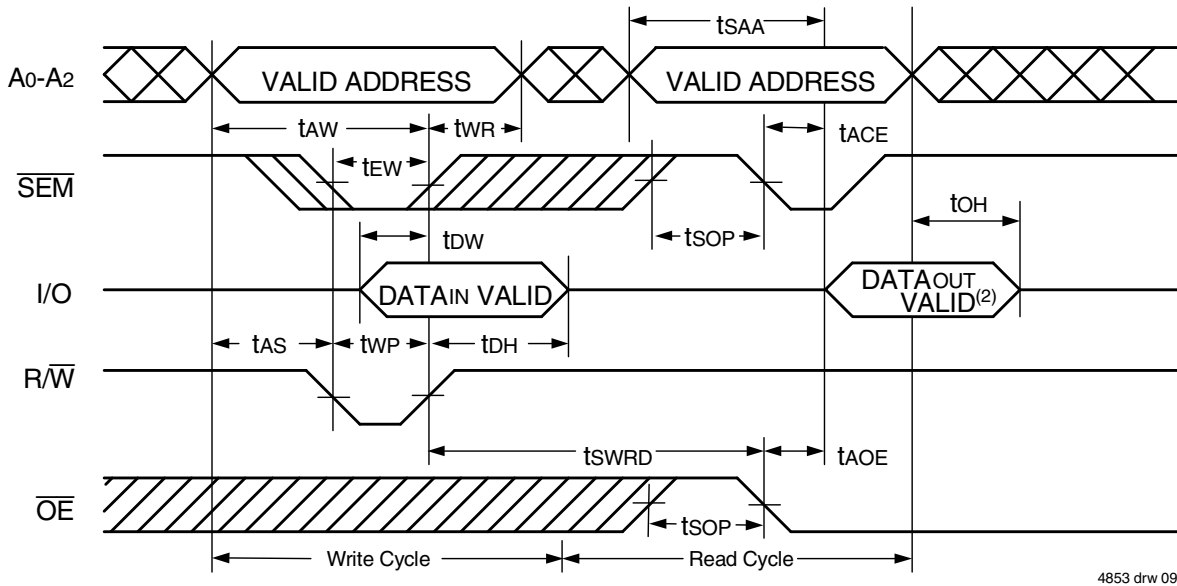 tSAA
A0-A2
VALID ADDRESS
VALID ADDRESS
tAW
tWR
tACE
tEW
SEM
tSOP
tOH
tDW
I/O
DATAIN VALID
DATAOUT
VALID(2)
tAS
tWP
tDH
R/W
tSWRD
tAOE
OE
tSOP
Write Cycle
Read Cycle
4853 drw 09